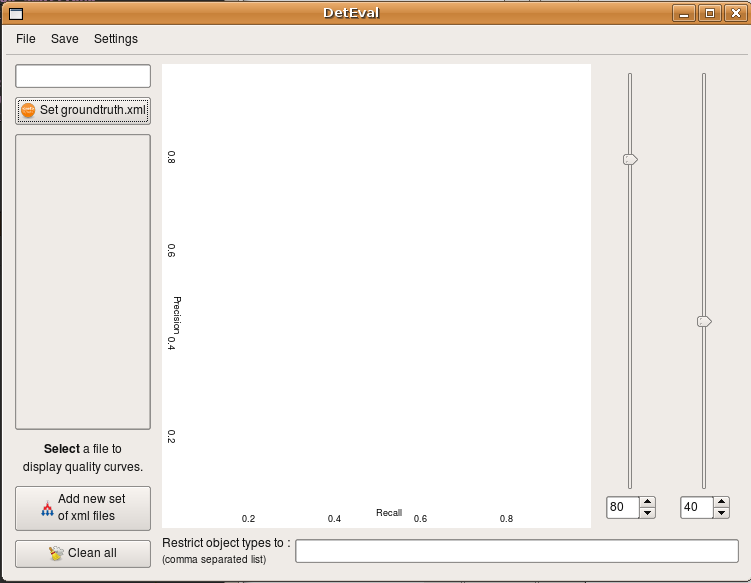 DetEval
File Save Settings
Set groundtruth.xml
0.8
0.6
Precision
0.4
0.2
Recall
0.2 0.4 0.6 0.8
Select a file to
display quality curves.
Add new set
of xml files
Clean all
80 40
Restrict object types to :
(comma separated list)